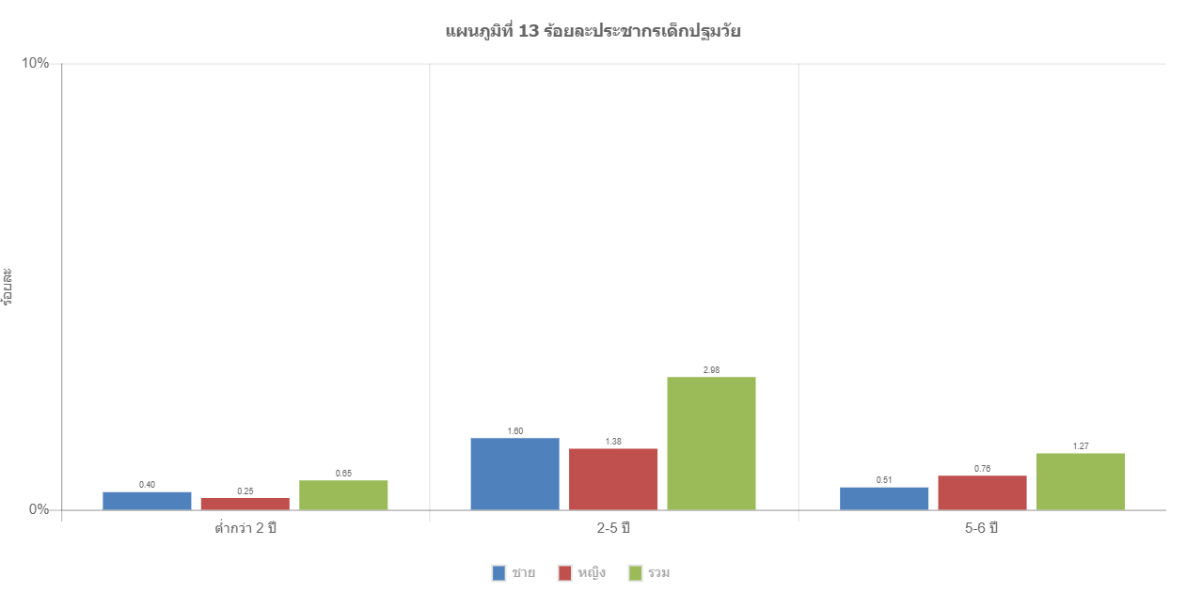 แผนภูมิที่ 13 ร้อยละประชากรเด็กปฐมวัย
10%
ร้อยละ
2.98
1.60
1.38
1.27
0.76
0.65
0.51
0.40
0.25
0%
ต่ำกว่า 2 ปี
2-5 ปี
5-6 ปี
ชาย หญิง รวม